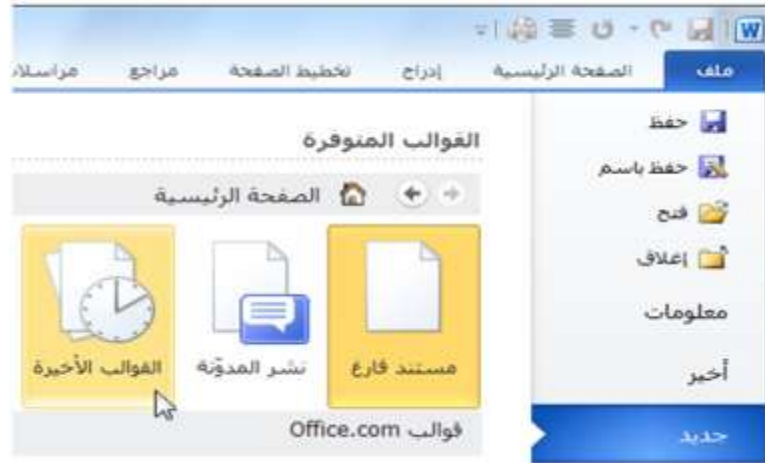 W
ملف الصفحة الرئيسية إدراج تخطيط الصفحة مراجع مراسلات
حفظ
حفظ باسم
فتح
إغلاق
معلومات
أخير
جديد
القوالب المتوفرة
الصفحة الرئيسية
مستند فارغ نشر المدوّنة القوالب الأخيرة
قوالب Office.com